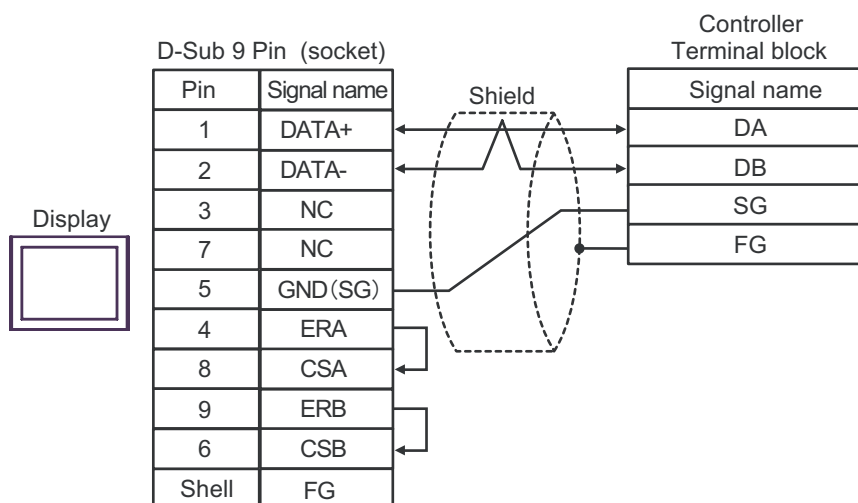 Controller
D-Sub 9 Pin (socket)
Terminal block
Pin Signal name
Shield
Signal name
1 DATA+
DA
2 DATA-
DB
3 NC
SG
Display
7 NC
FG
5 GND(SG)
4 ERA
8 CSA
9 ERB
6 CSB
Shell FG